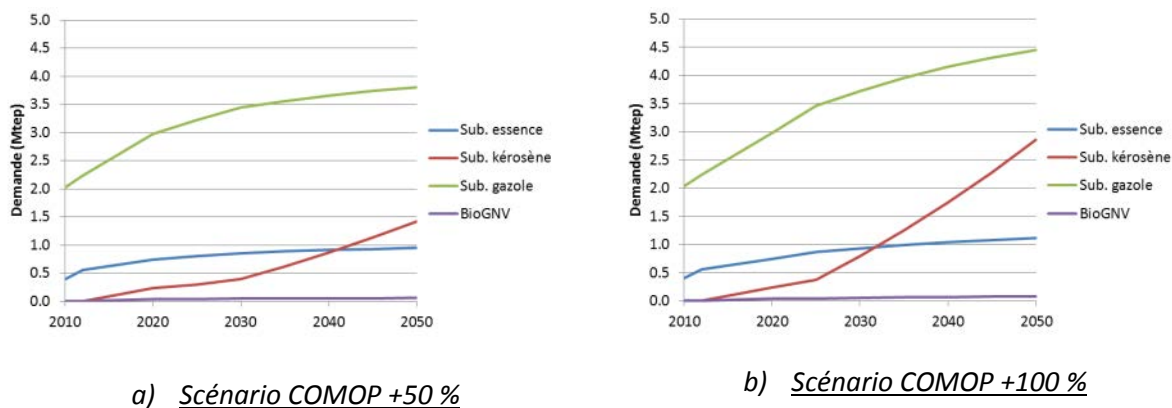 5.0
4.5
4.0
3.5
3.0
2.5
2.0
1.5
1.0
0.5
0.0
Demande (Mtep)
2010 2020 2030 2040 2050
Sub. essence
Sub. kérosène
Sub. gazole
BioGNV
a) Scénario COMOP +50 %
5.0
4.5
4.0
3.5
3.0
2.5
2.0
1.5
1.0
0.5
0.0
Demande (Mtep)
2010 2020 2030 2040 2050
Sub. essence
Sub. kérosène
Sub. gazole
BioGNV
b) Scénario COMOP +100 %